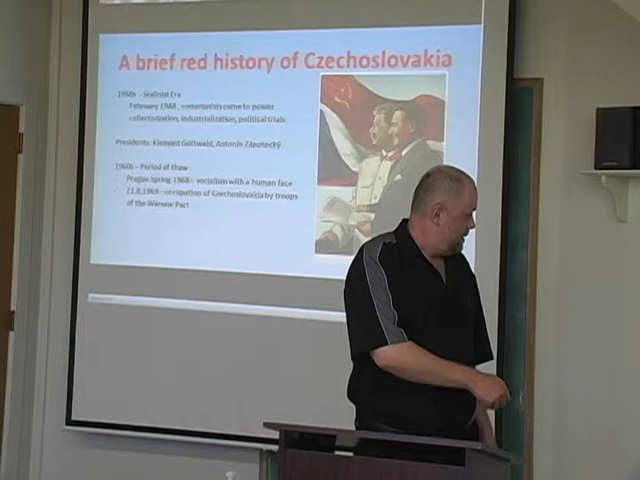 A brief red history of Czechoslovakia
1950s - Stalinist Era
February 1948, communists come to power
collectivization, industrialization, political trials
Presidents: Klement Gottwald, Antonín Zápotocký
1960s – Period of thaw
- Prague Spring 1968 – socialism with a human face
- 21.8.1968 – occupation of Czechoslovakia by troops
of the Warsaw Pact